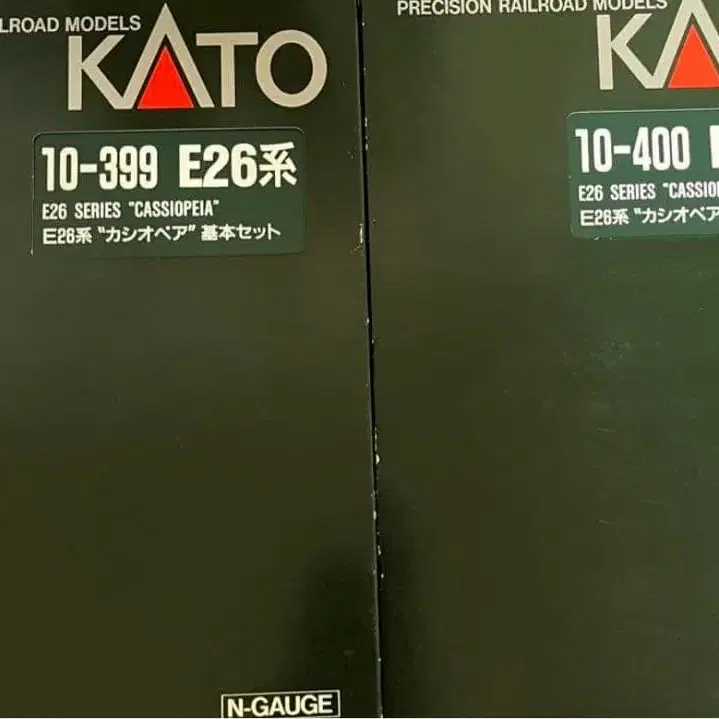 LROAD MODELS
KATO
10-399 E26系
E26 SERIES "CASSIOPEIA"
E26系 "カシオペア" 基本セット
N-GAUGE
PRECISION RAILROAD MODELS
KA
10-400
E26 SERIES "CASSIO
E26系 "カシオペア